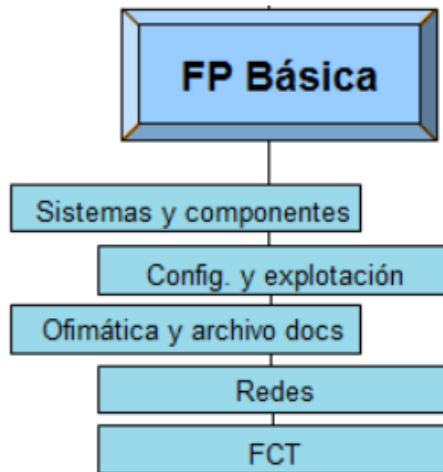 FP Básica
Sistemas y componentes
Config. y explotación
Ofimática y archivo docs
Redes
FCT